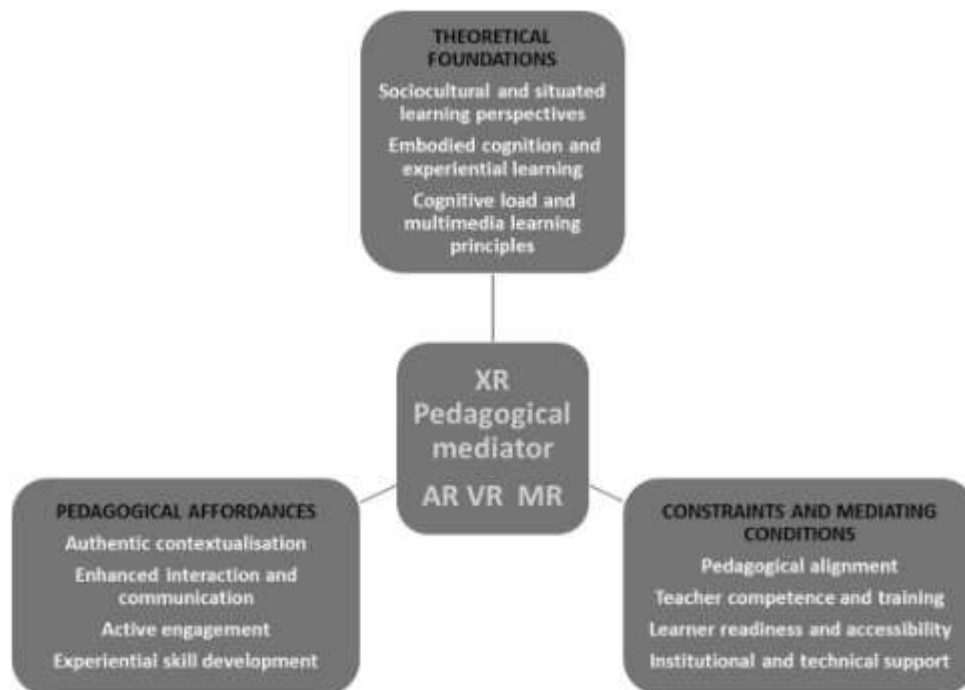 THEORETICAL
FOUNDATIONS
Sociocultural and situated
learning perspectives
Embodied cognition and
experiential learning
Cognitive load and
multimedia learning
principles
XR
Pedagogical
mediator
AR VR MR
PEDAGOGICAL AFFORDANCES
Authentic contextualisation
Enhanced interaction and
communication
Active engagement
Experiential skill development
CONSTRAINTS AND MEDIATING
CONDITIONS
Pedagogical alignment
Teacher competence and training
Learner readiness and accessibility
Institutional and technical support